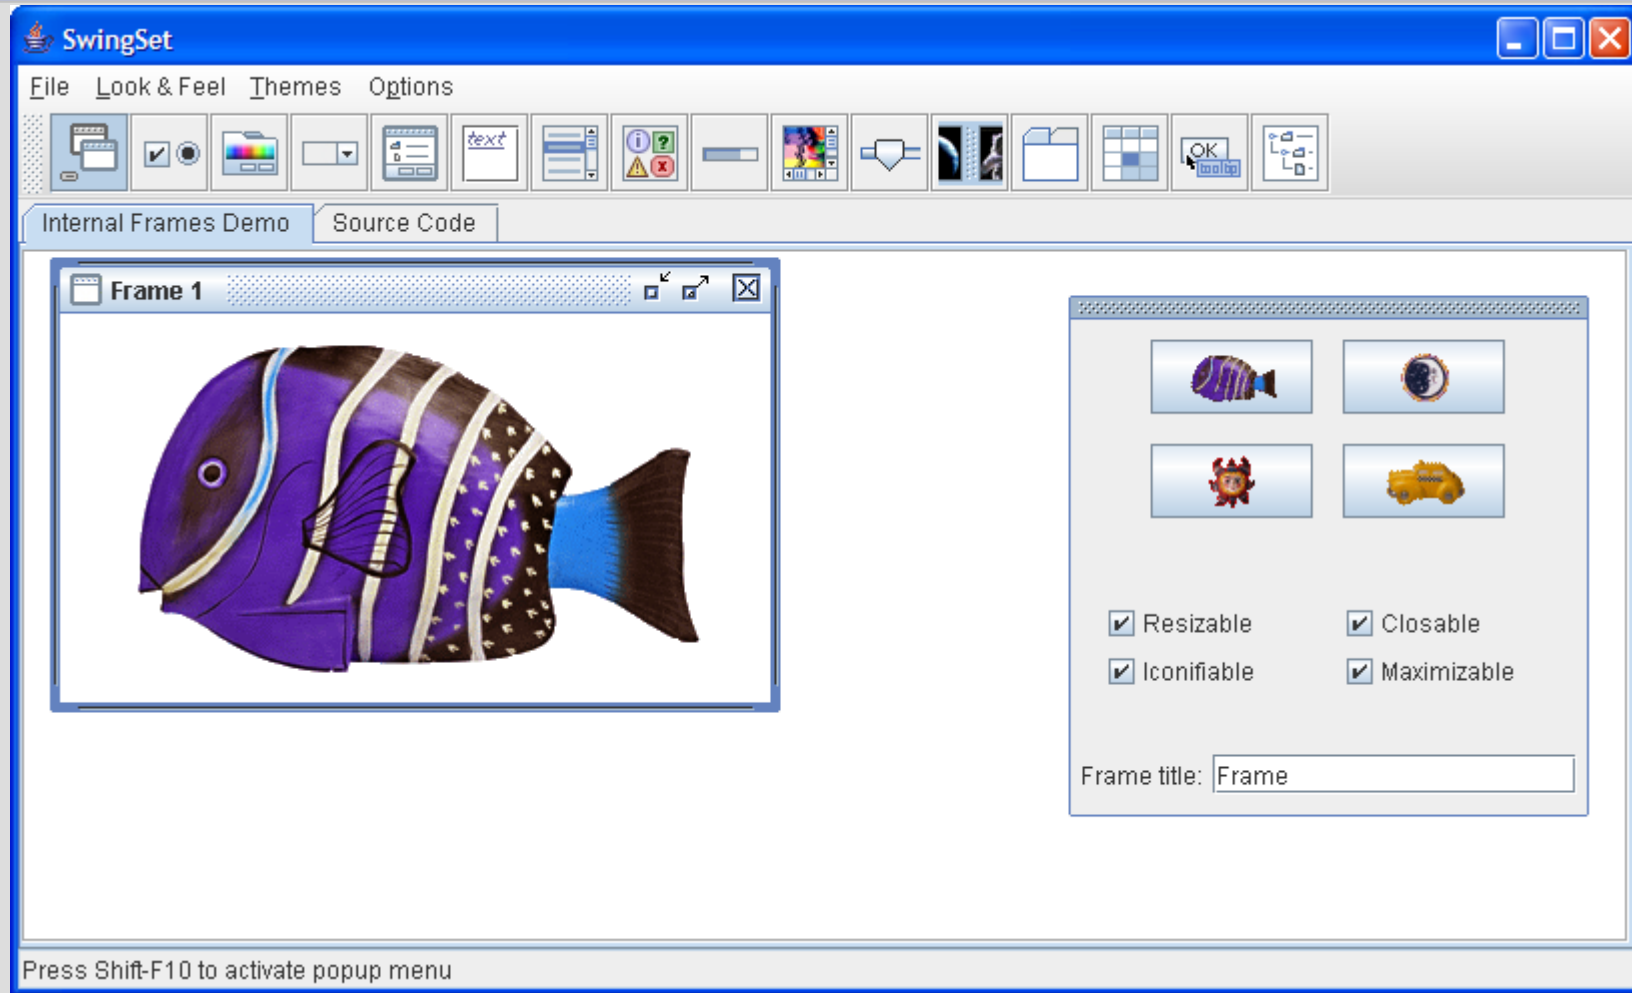 SwingSet
File Look & Feel Themes Options
text
OK
tooltip
Internal Frames Demo Source Code
Frame 1
Resizable Closable
Iconifiable Maximizable
Frame title: Frame
Press Shift-F10 to activate popup menu